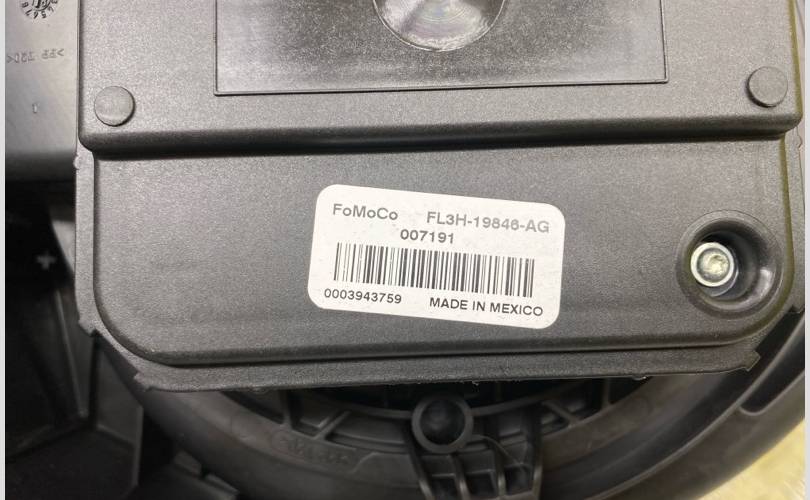 FoMoCo FL3H-19846-AG
007191
0003943759 MADE IN MEXICO